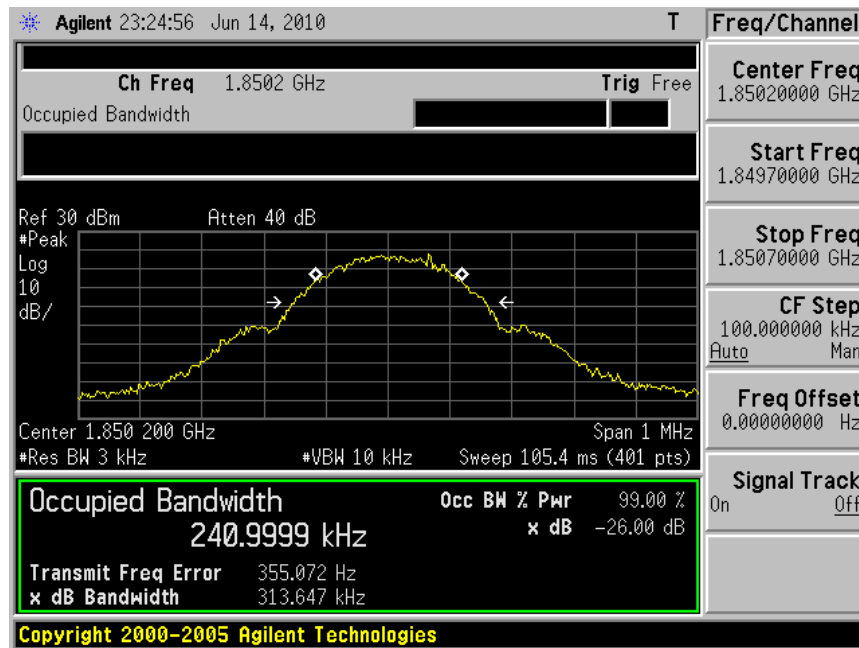 Agilent 23:24:56 Jun 14, 2010 T
Freq/Channel
Ch Freq 1.8502 GHz Trig Free
Occupied Bandwidth
Center Freq
1.85020000 GHz
Start Freq
1.84970000 GHz
Stop Freq
1.85070000 GHz
CF Step
100.000000 kHz
Auto Man
Freq Offset
0.00000000 Hz
Signal Track
On Off
Ref 30 dBm Atten 40 dB
#Peak
Log
10
dB/
Center 1.850 200 GHz Span 1 MHz
#Res BW 3 kHz #VBW 10 kHz Sweep 105.4 ms (401 pts)
Occupied Bandwidth
240.9999 kHz
Occ BW % Pwr 99.00 %
x dB -26.00 dB
Transmit Freq Error 355.072 Hz
x dB Bandwidth 313.647 kHz
Copyright 2000-2005 Agilent Technologies